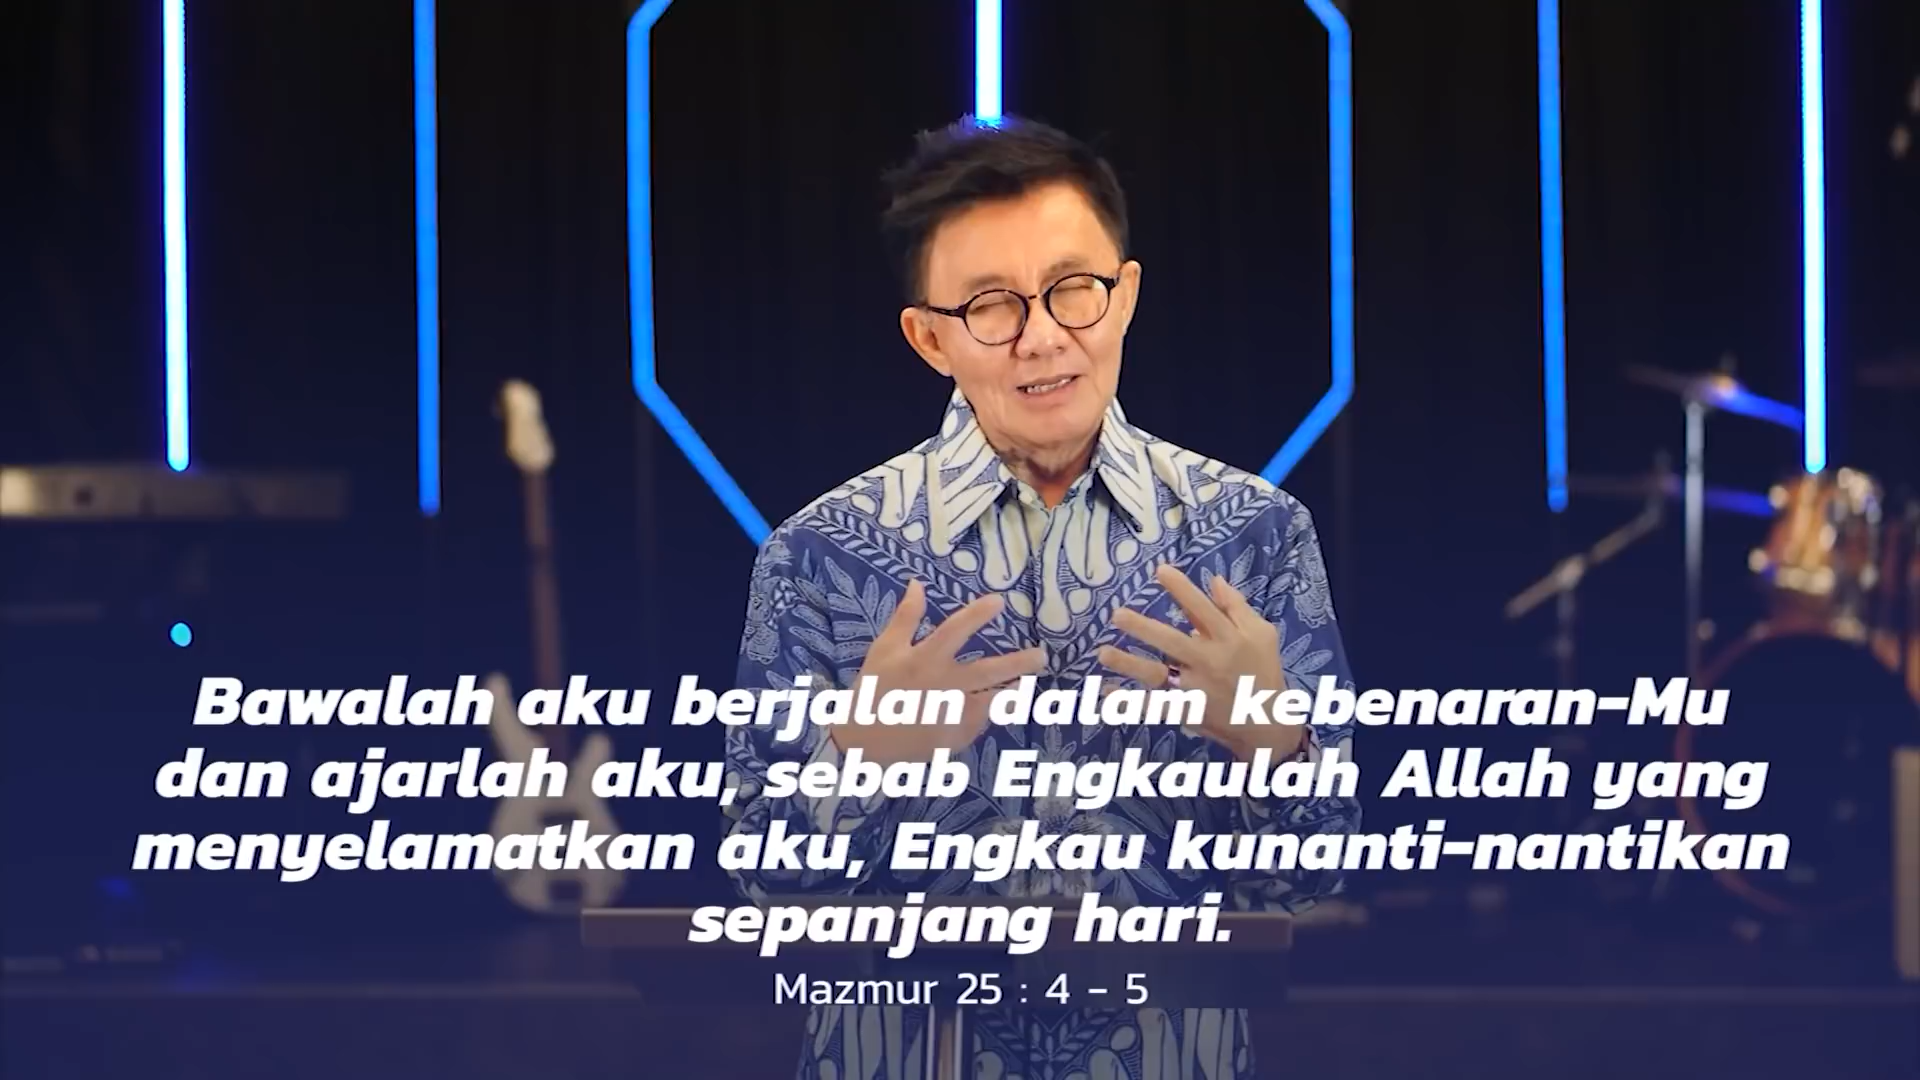 Bawalah aku berjalan dalam kebenaran-Mu
dan ajarlah aku, sebab Engkaulah Allah yang
menyelamatkan aku, Engkau kunanti-nantikan
sepanjang hari.
Mazmur 25 : 4 - 5